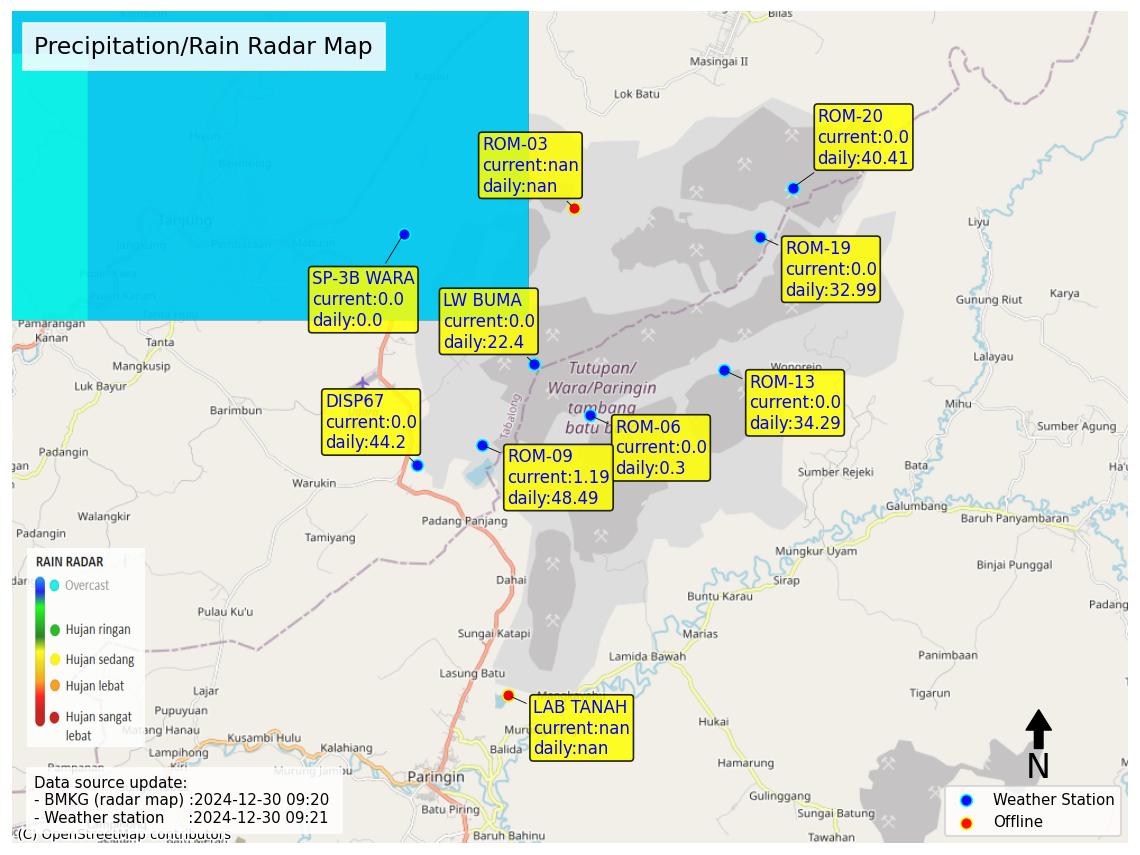 Precipitation/Rain Radar Map
Bilas
Masingai II
Lok Batu
ROM-20
current:0.0
daily:40.41
ROM-03
current:nan
daily:nan
Tanjung
Liyu
ROM-19
current:0.0
daily:32.99
SP-3B WARA
current:0.0
daily:0.0
LW BUMA
current:0.0
daily:22.4
Gunung Riut
Karya
Pamarangan
Kanan
Tanta
Mangkusip
Luk Bayur
Barimbun
Lalayau
Wonorejo
Tutupan/
Wara/Paringin
tambang
batu b
Tabalong
ROM-13
current:0.0
daily:34.29
Mihu
DISP67
current:0.0
daily:44.2
ROM-06
current:0.0
daily:0.3
ROM-09
current:1.19
daily:48.49
Sumber Agung
Sumber Rejeki
Bata
Warukin
Galumbang
Baruh Panyambaran
Walangkir
Padangin
Padang Panjang
Tamiyang
Mungkur Uyam
Binjai Punggal
Sirap
Dahai
Buntu Karau
Pulau Ku'u
Marias
Sungai Katapi
Lamida Bawah
Panimbaan
Lasung Batu
Tigarun
Lajar
Pupuyuan
Matang Hanau
Kusambi Hulu
Lampihong
Kalahiang
Murung Jambu
Paringin
Balida
Batu Piring
Baruh Bahinu
Hukai
Hamarung
Gulinggang
Sungai Batung
Tawahan
LAB TANAH
current:nan
daily:nan
RAIN RADAR
Overcast
Hujan ringan
Hujan sedang
Hujan lebat
Hujan sangat
lebat
Data source update:
- BMKG (radar map) :2024-12-30 09:20
- Weather station :2024-12-30 09:21
(C) OpenStreetMap contributors
N
Weather Station
Offline